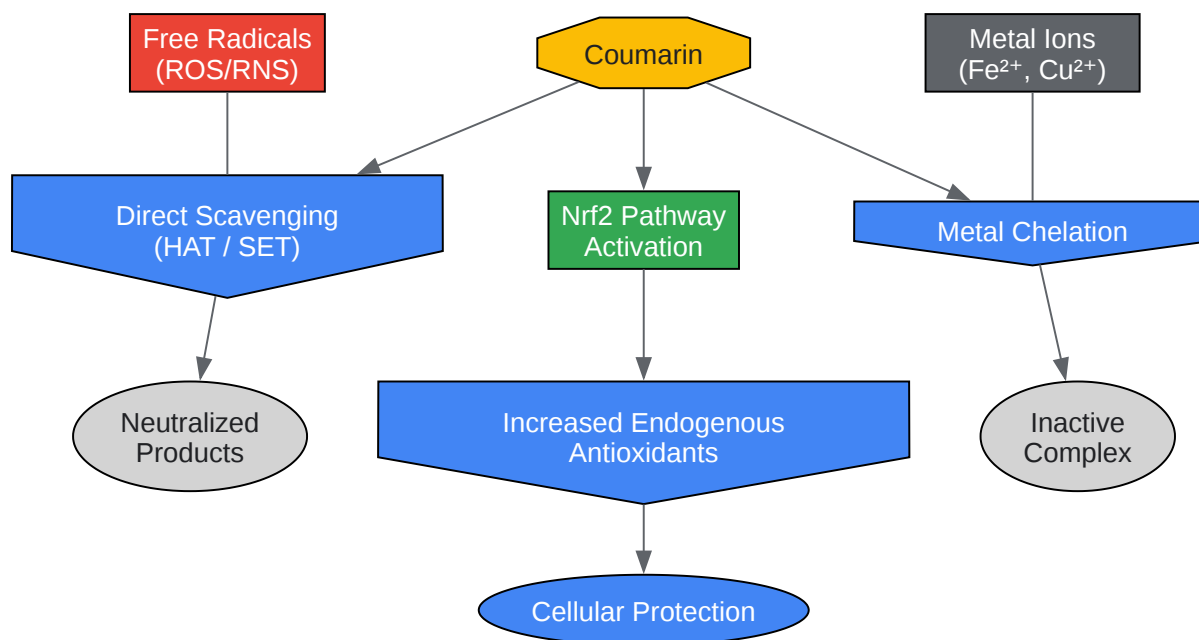 Free Radicals
(ROS/RNS)
Coumarin
Metal Ions
(Fe²⁺, Cu²⁺)
Direct Scavenging
(HAT / SET)
Nrf2 Pathway
Activation
Metal Chelation
Neutralized
Products
Increased Endogenous
Antioxidants
Inactive
Complex
Cellular Protection